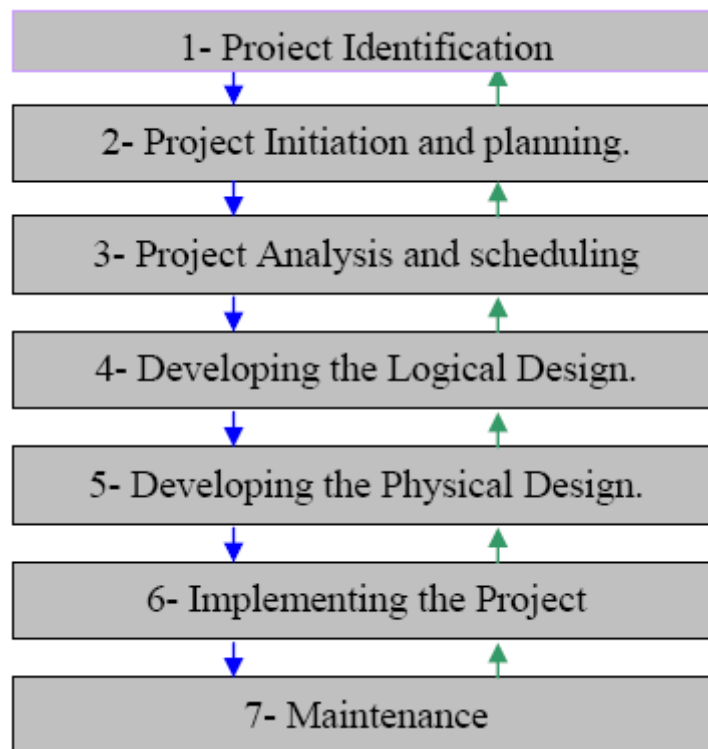 1- Project Identification
2- Project Initiation and planning.
3- Project Analysis and scheduling
4- Developing the Logical Design.
5- Developing the Physical Design.
6- Implementing the Project
7- Maintenance